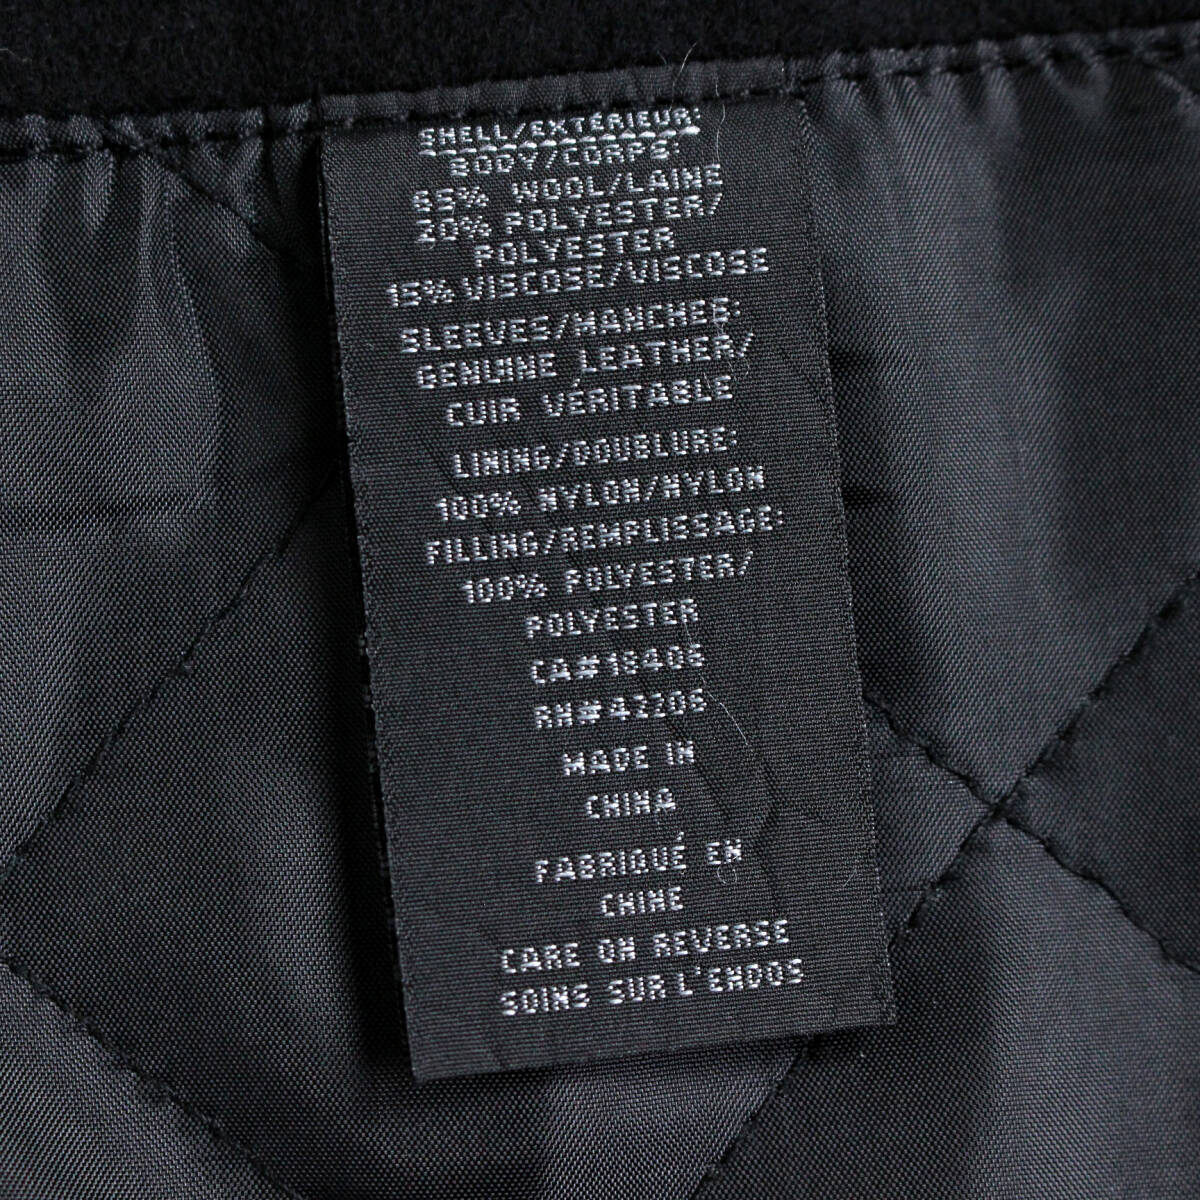 SHELL/EXTÉRIEUR:
BODY/CORPS:
65% WOOL/LAINE
20% POLYESTER/
POLYESTER
15% VISCOSE/VISCOSE
SLEEVES/MANCHES:
GENUINE LEATHER/
CUIR VÉRITABLE
LINING/DOUBLURE:
100% NYLON/NYLON
FILLING/REMPLISSAGE:
100% POLYESTER/
POLYESTER
CA#18406
RN#42206
MADE IN
CHINA
FABRIQUÉ EN
CHINE
CARE ON REVERSE
SOINS SUR L'ENDOS